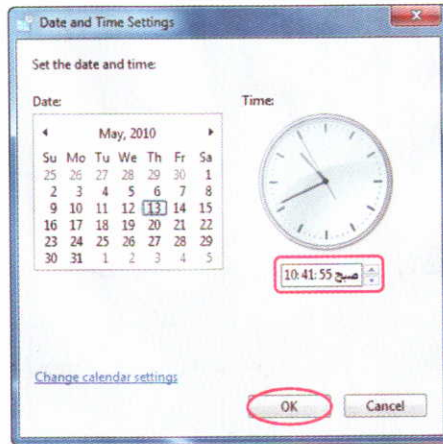 Date and Time Settings
Set the date and time:
Date:
Time:
May, 2010
Su Mo Tu We Th Fr Sa
25 26 27 28 29 30 1
2 3 4 5 6 7 8
9 10 11 12 13 14 15
16 17 18 19 20 21 22
23 24 25 26 27 28 29
30 31 1 2 3 4 5
10:41:55 صبح
Change calendar settings
OK Cancel